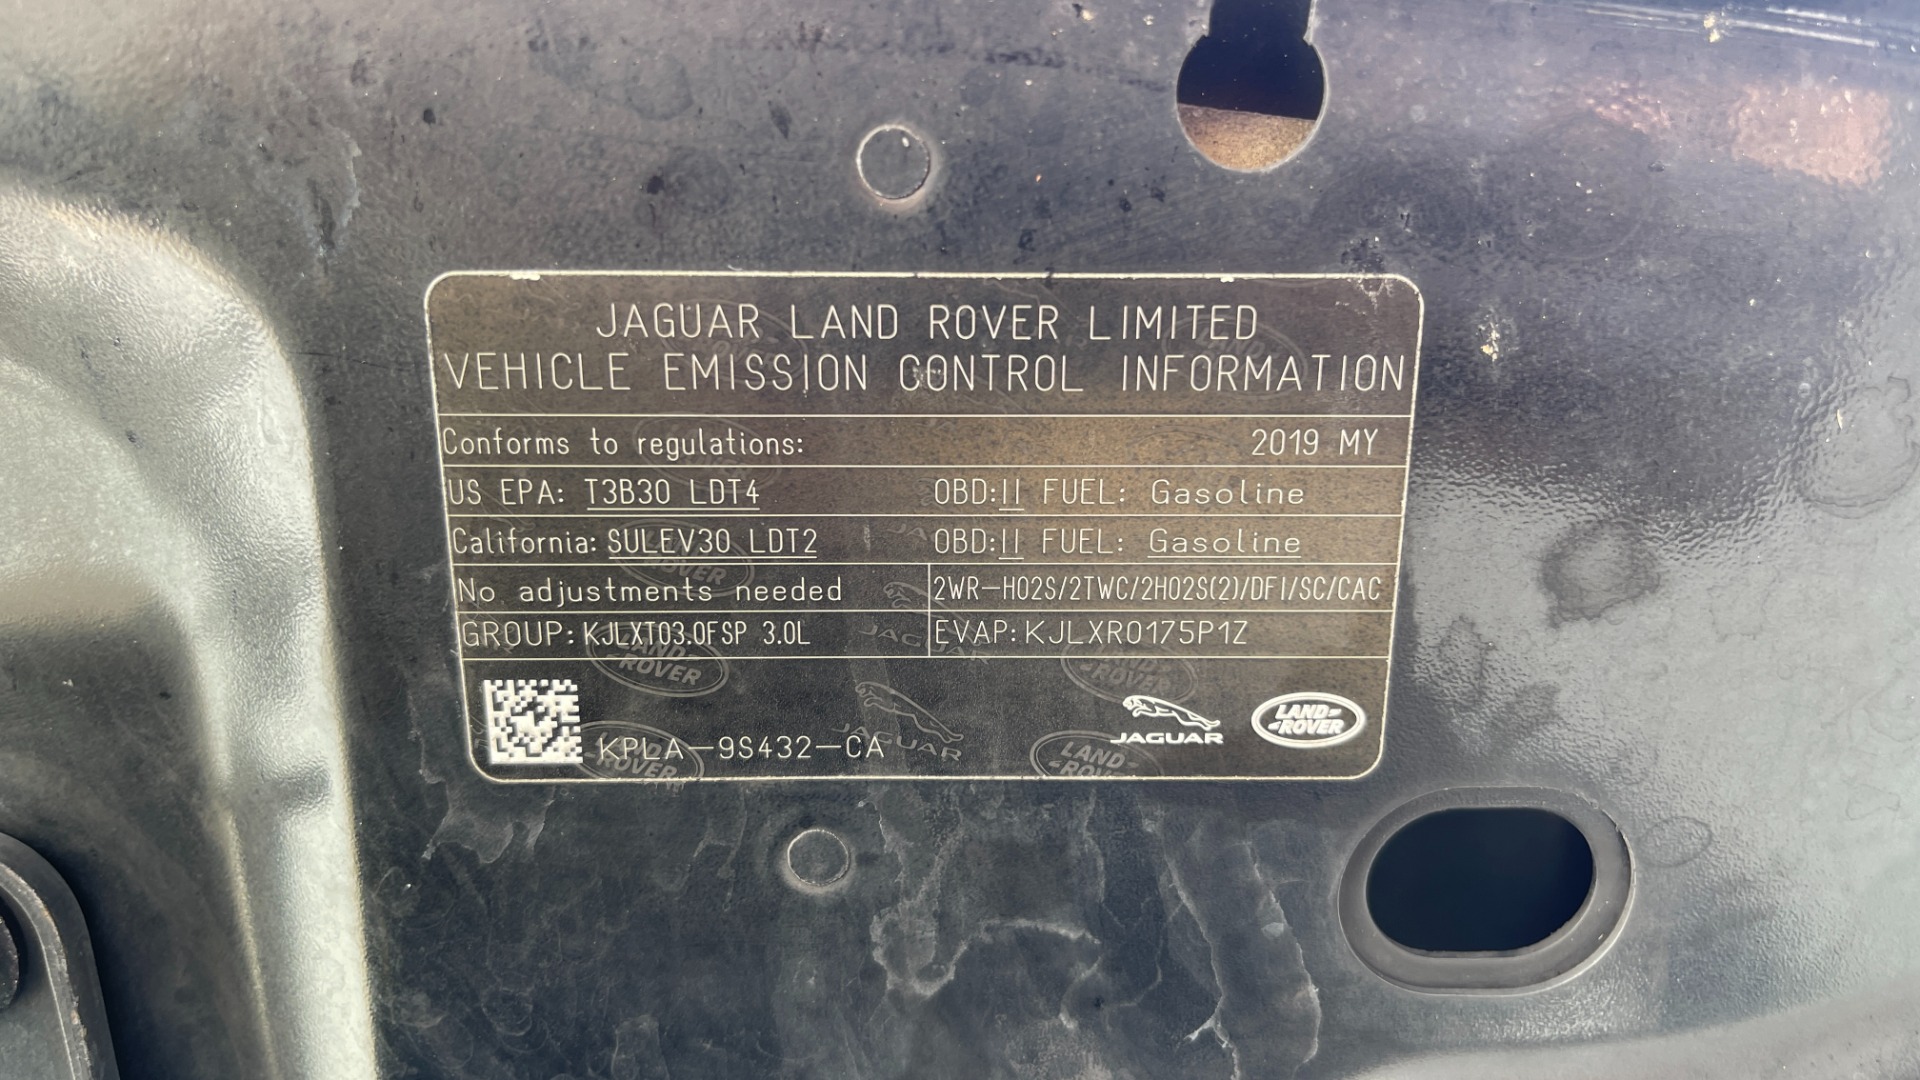 JAGUAR LAND ROVER LIMITED
VEHICLE EMISSION CONTROL INFORMATION
Conforms to regulations: 2019 MY
US EPA: T3B30 LDT4 OBD:II FUEL: Gasoline
California: SULEV30 LDT2 OBD:II FUEL: Gasoline
No adjustments needed 2WR-HO2S/2TWC/2HO2S(2)/DFI/SC/CAC
GROUP: KJLXT03.0FSP 3.0L EVAP: KJLXR0175P1Z
KPLA-9S432-CA
JAGUAR
LAND-
-ROVER